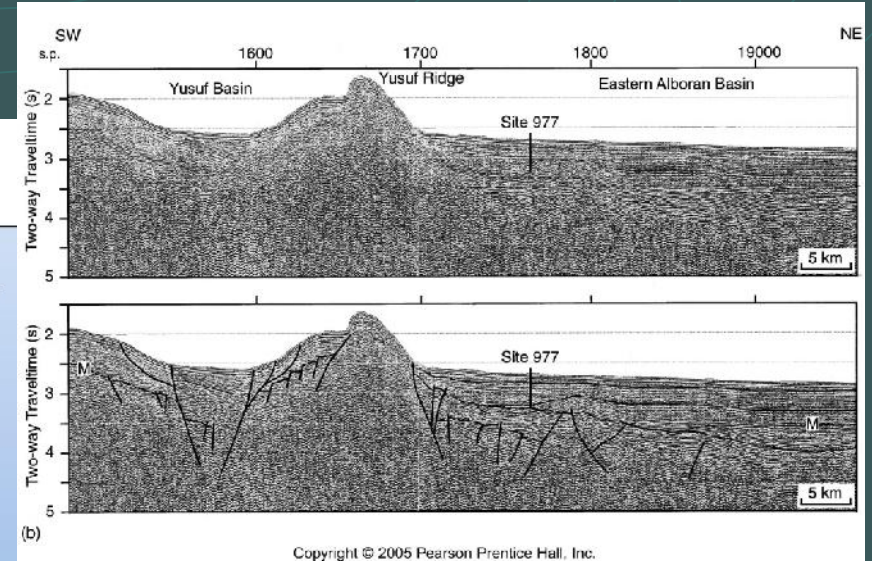 SW NE
s.p. 1600 1700 1800 19000
Yusuf Basin Yusuf Ridge Eastern Alboran Basin
Site 977
Two-way Traveltime (s)
2
3
4
5
5 km
Site 977
M
M
Two-way Traveltime (s)
2
3
4
5
5 km
(b)
Copyright © 2005 Pearson Prentice Hall, Inc.